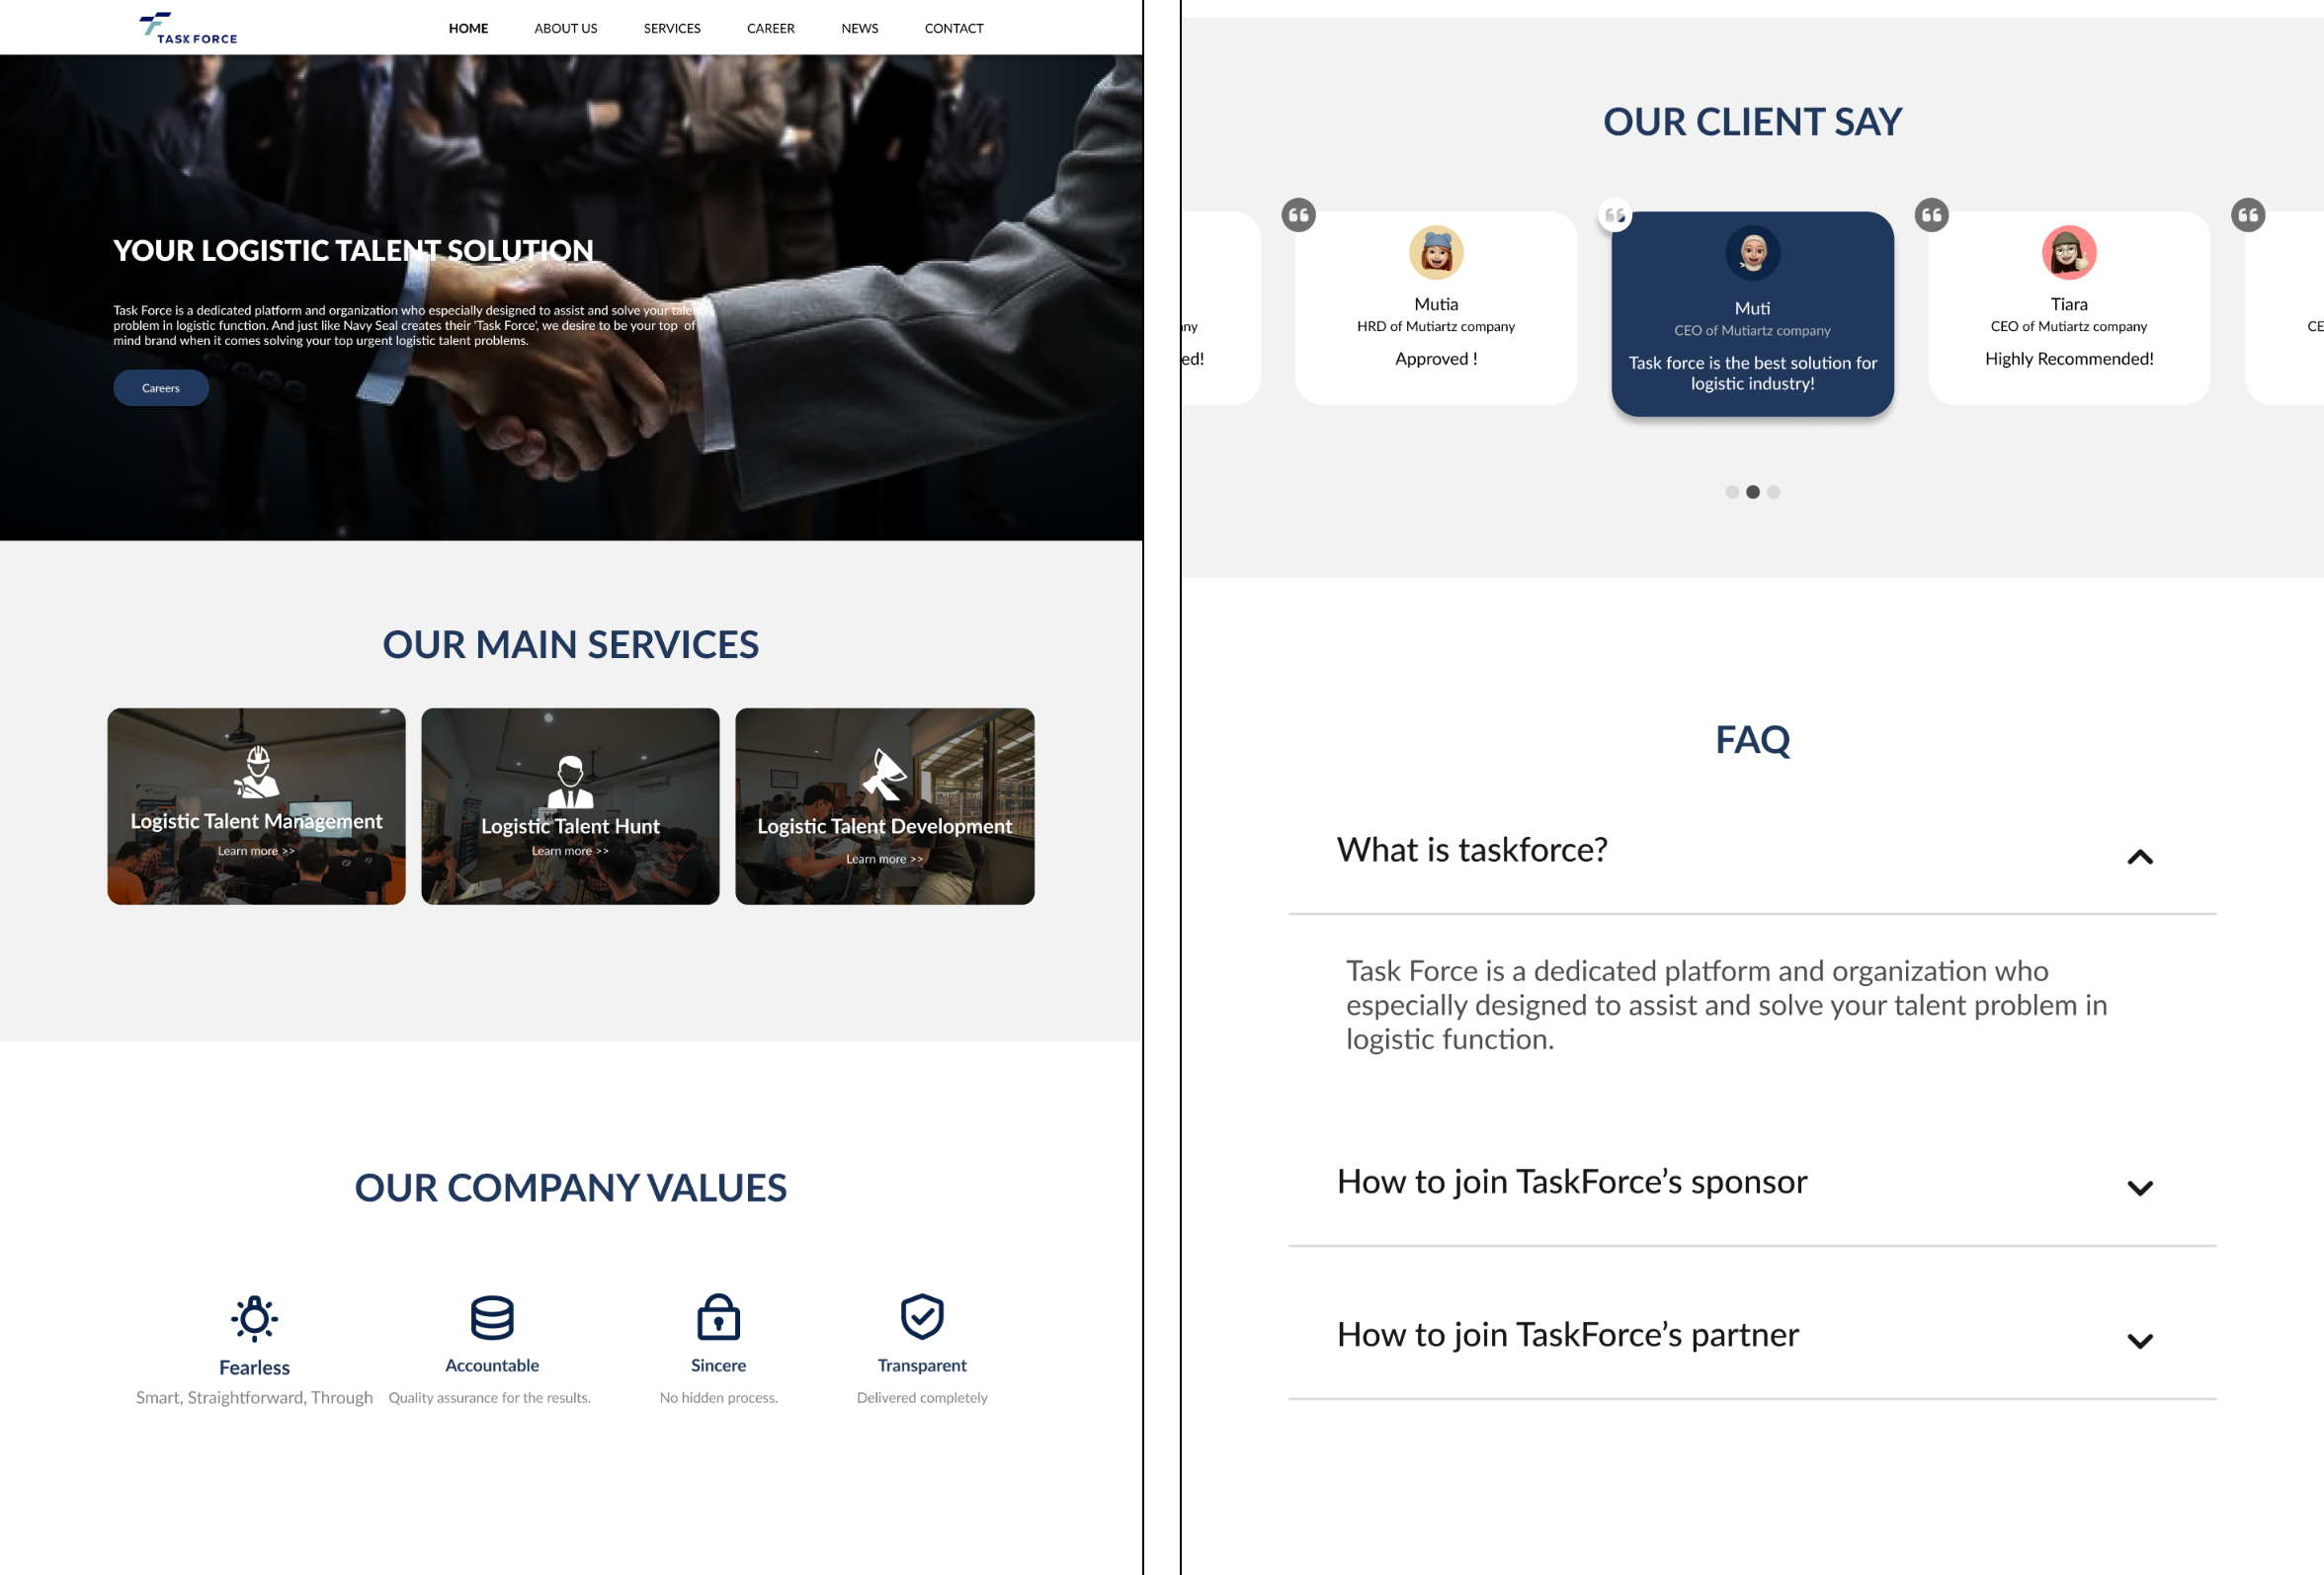 TASK FORCE
HOME ABOUT US SERVICES CAREER NEWS CONTACT
YOUR LOGISTIC TALENT SOLUTION
Task Force is a dedicated platform and organization who especially designed to assist and solve your talent
problem in logistic function. And just like Navy Seal creates their 'Task Force', we desire to be your top of
mind brand when it comes solving your top urgent logistic talent problems.
Careers
OUR MAIN SERVICES
Logistic Talent Management
Learn more >>
Logistic Talent Hunt
Learn more >>
Logistic Talent Development
Learn more >>
OUR COMPANY VALUES
Fearless
Smart, Straightforward, Through
Accountable
Quality assurance for the results.
Sincere
No hidden process.
Transparent
Delivered completely
OUR CLIENT SAY
ed!
Mutia
HRD of Mutiartz company
Approved !
Muti
CEO of Mutiartz company
Task force is the best solution for
logistic industry!
Tiara
CEO of Mutiartz company
Highly Recommended!
CE
FAQ
What is taskforce?
Task Force is a dedicated platform and organization who
especially designed to assist and solve your talent problem in
logistic function.
How to join TaskForce’s sponsor
How to join TaskForce’s partner